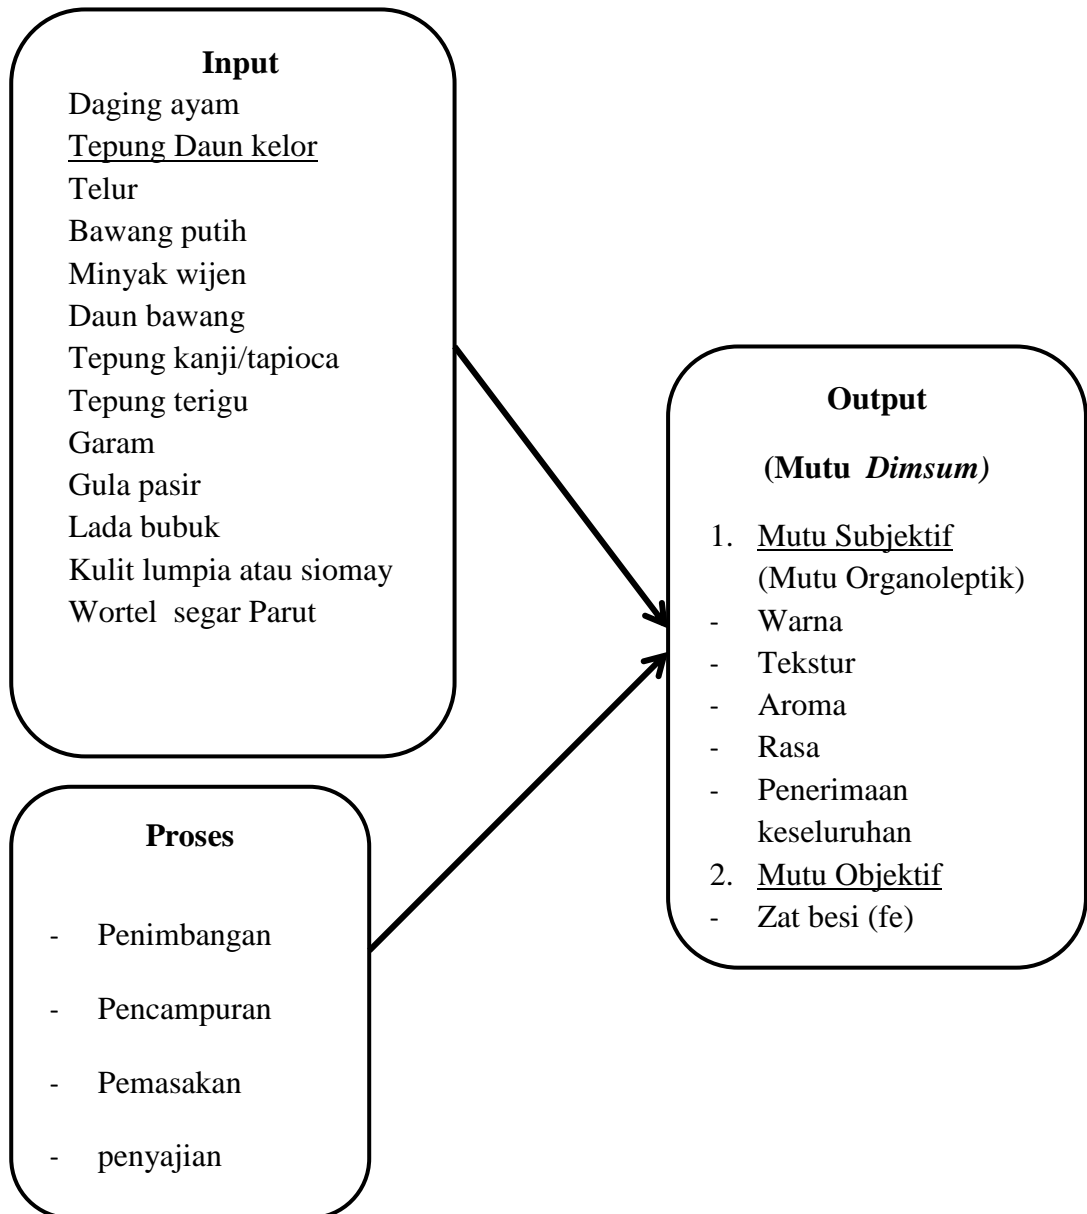 Input
Daging ayam
Tepung Daun kelor
Telur
Bawang putih
Minyak wijen
Daun bawang
Tepung kanji/tapioca
Tepung terigu
Garam
Gula pasir
Lada bubuk
Kulit lumpia atau siomay
Wortel segar Parut
Proses
- Penimbangan
- Pencampuran
- Pemasakan
- penyajian
Output
(Mutu Dimsum)
1. Mutu Subjektif
(Mutu Organoleptik)
- Warna
- Tekstur
- Aroma
- Rasa
- Penerimaan
keseluruhan
2. Mutu Objektif
- Zat besi (fe)